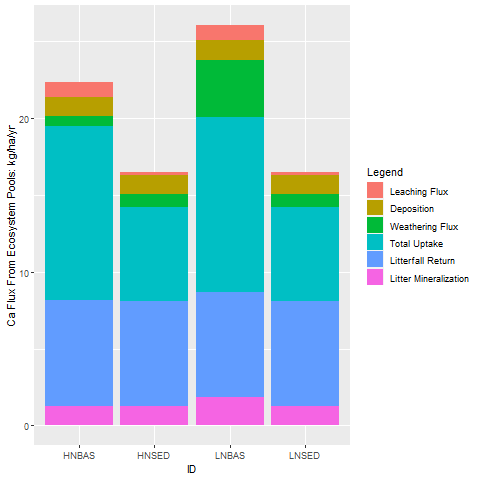 Ca Flux From Ecosystem Pools: kg/ha/yr
20
10
0
HNBAS HNSED LNBAS LNSED
ID
Legend
Leaching Flux
Deposition
Weathering Flux
Total Uptake
Litterfall Return
Litter Mineralization